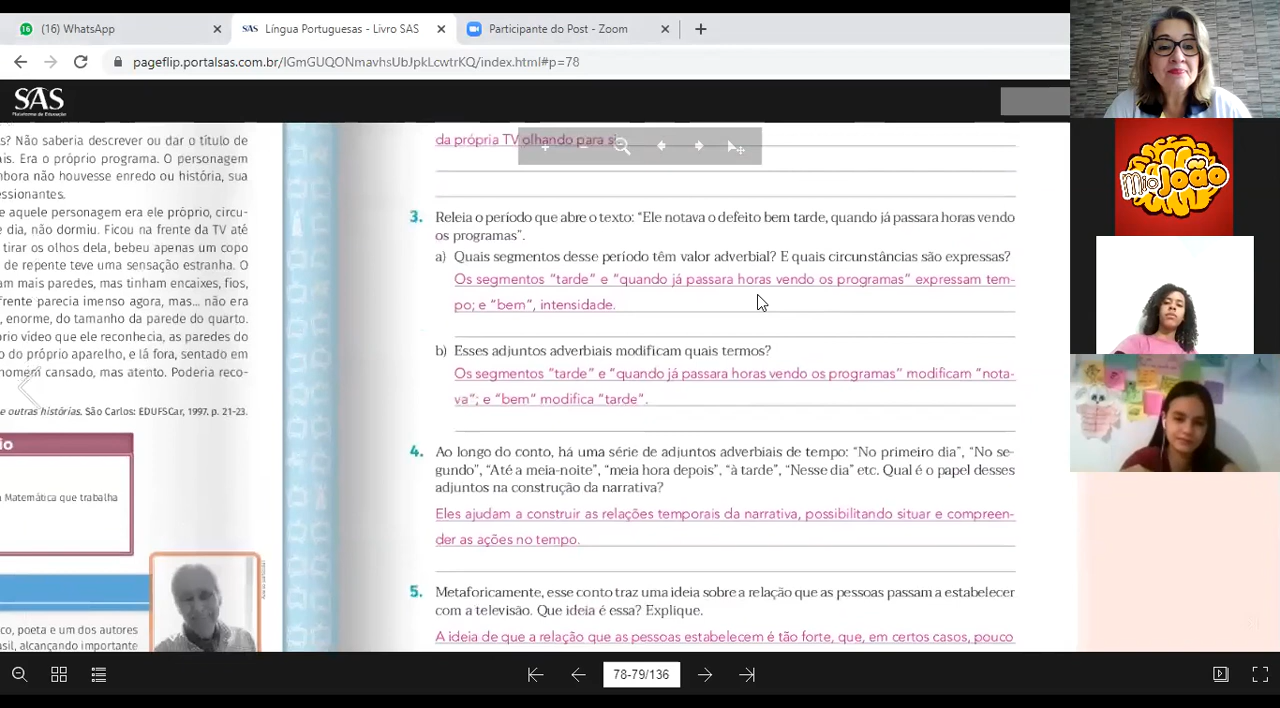 (16) WhatsApp
SAS Língua Portuguesas - Livro SAS
Participante do Post - Zoom
pageflip.portalsas.com.br/IGmGUQONmavhsUbJpkLcwtrKQ/index.html#p=78
SAS
Plataforma de Educação
s? Não saberia descrever ou dar o título de
ais. Era o próprio programa. O personagem
mbora não houvesse enredo ou história, sua
essionantes.
e aquele personagem era ele próprio, circu-
e dia, não dormiu. Ficou na frente da TV até
tirar os olhos dela, bebeu apenas um copo
de repente teve uma sensação estranha. O
am mais paredes, mas tinham encaixes, fios,
frente parecia imenso agora, mas... não era
, enorme, do tamanho da parede do quarto.
rio vídeo que ele reconhecia, as paredes do
o do próprio aparelho, e lá fora, sentado em
homem cansado, mas atento. Poderia reco-
e outras histórias. São Carlos: EDUFSCar, 1997. p. 21-23.
io
a Matemática que trabalha
co, poeta e um dos autores
asil, alcançando importante
da própria TV olhando para si
3. Releia o período que abre o texto: “Ele notava o defeito bem tarde, quando já passara horas vendo
os programas”.
a) Quais segmentos desse período têm valor adverbial? E quais circunstâncias são expressas?
Os segmentos “tarde” e “quando já passara horas vendo os programas” expressam tem-
po; e “bem”, intensidade.
b) Esses adjuntos adverbiais modificam quais termos?
Os segmentos “tarde” e “quando já passara horas vendo os programas” modificam “nota-
va”; e “bem” modifica “tarde”.
4. Ao longo do conto, há uma série de adjuntos adverbiais de tempo: “No primeiro dia”, “No se-
gundo”, “Até a meia-noite”, “meia hora depois”, “à tarde”, “Nesse dia” etc. Qual é o papel desses
adjuntos na construção da narrativa?
Eles ajudam a construir as relações temporais da narrativa, possibilitando situar e compreen-
der as ações no tempo.
5. Metaforicamente, esse conto traz uma ideia sobre a relação que as pessoas passam a estabelecer
com a televisão. Que ideia é essa? Explique.
A ideia de que a relação que as pessoas estabelecem é tão forte, que, em certos casos, pouco
78-79/136
Mio
João